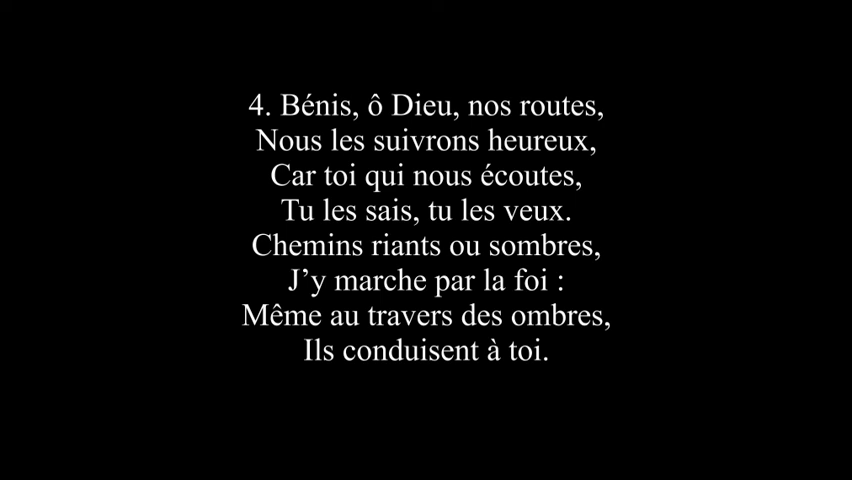 4. Bénis, ô Dieu, nos routes,
Nous les suivrons heureux,
Car toi qui nous écoutes,
Tu les sais, tu les veux.
Chemins riants ou sombres,
J’y marche par la foi :
Même au travers des ombres,
Ils conduisent à toi.